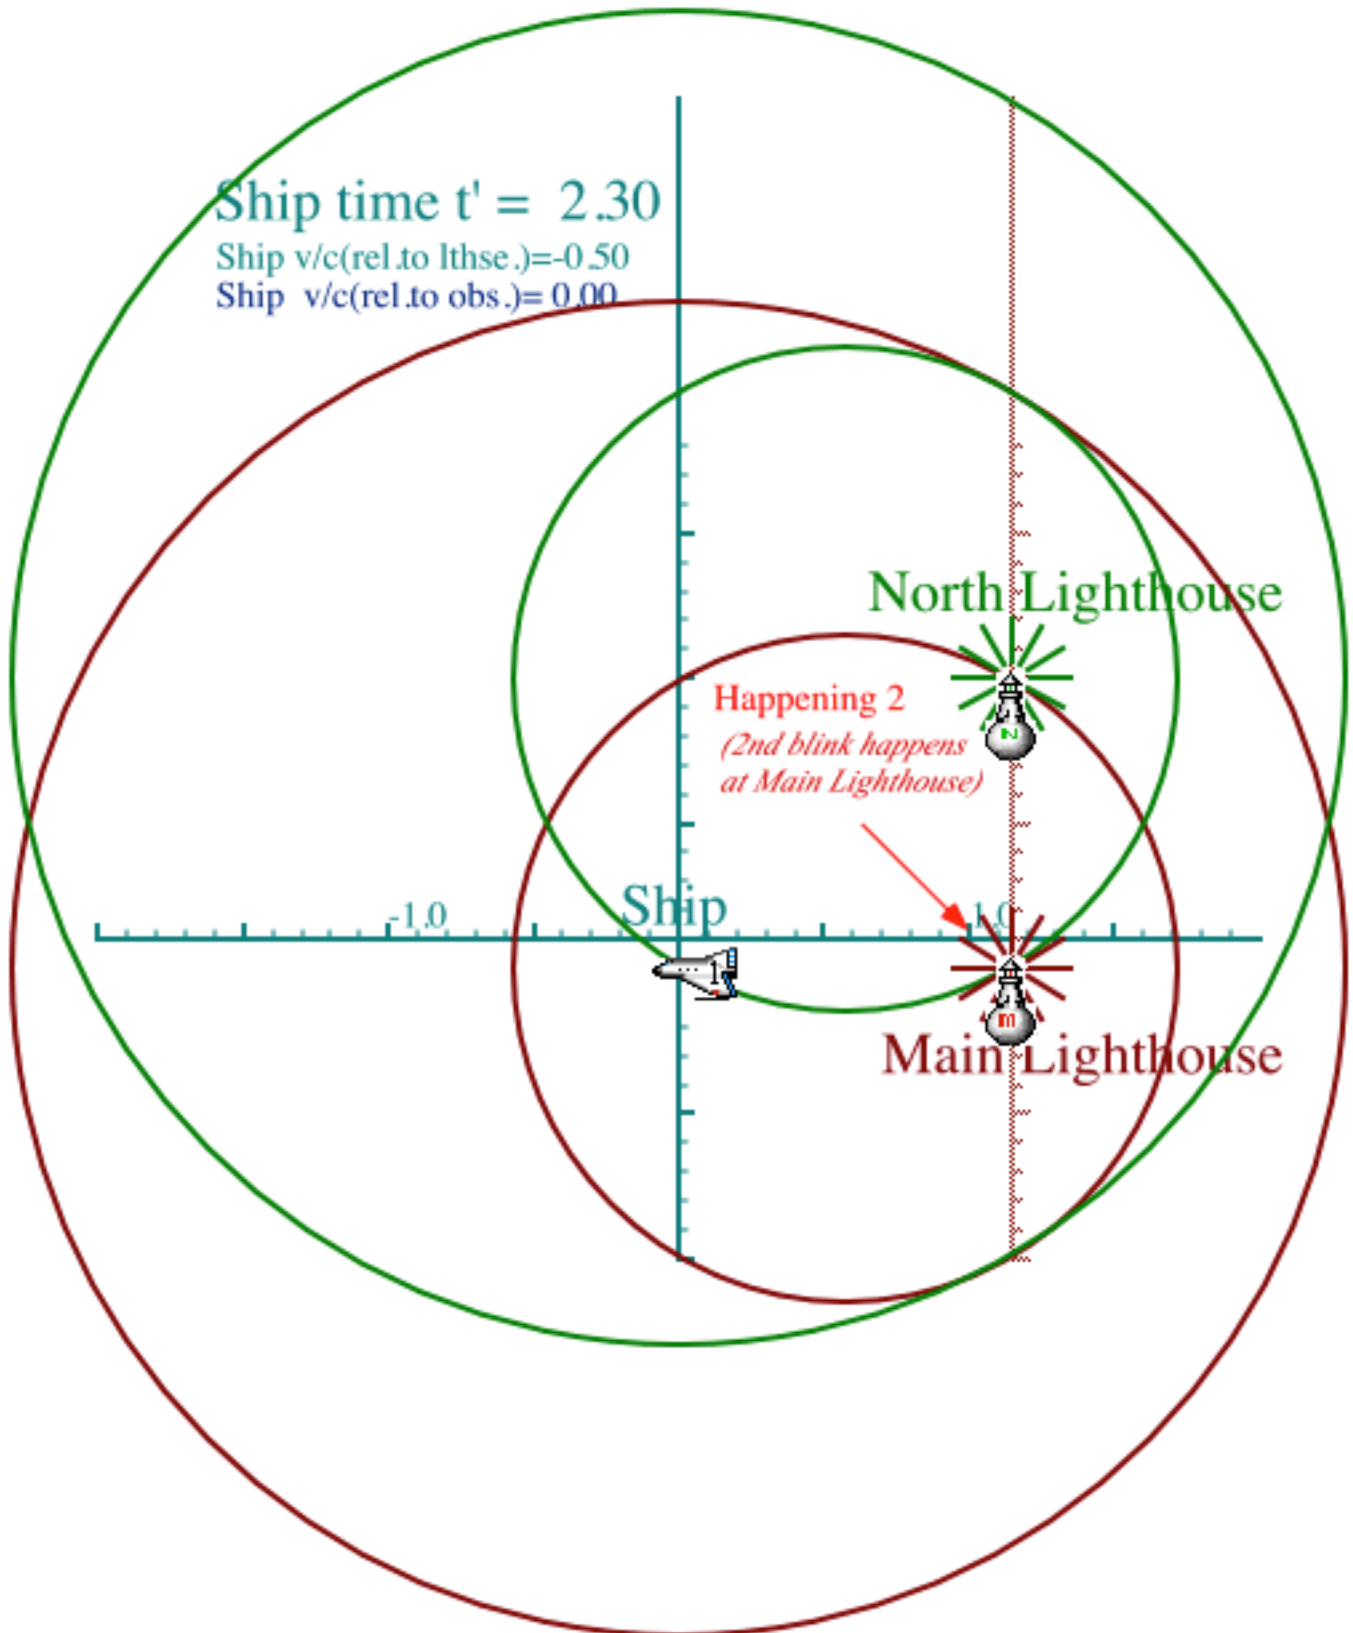 Ship time t' = 2.30
Ship v/c(rel.to lthse.)=-0.50
Ship v/c(rel.to obs.)= 0.00
North Lighthouse
Happening 2
(2nd blink happens
at Main Lighthouse)
N
Ship
-1.0
1.0
1
m
Main Lighthouse